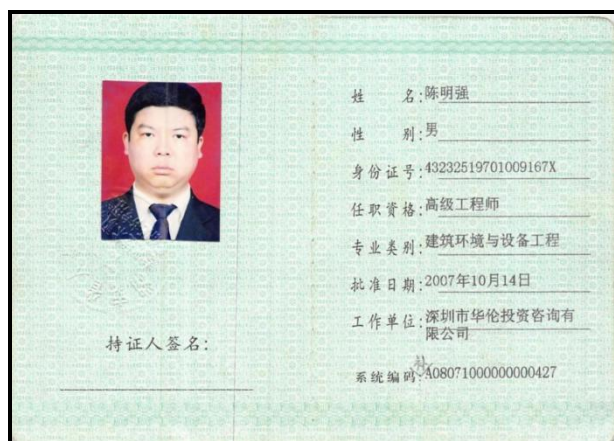 姓 名:陈明强
性 别:男
身份证号:43232519701009167X
任职资格:高级工程师
专业类别:建筑环境与设备工程
批准日期:2007年10月14日
工作单位:深圳市华伦投资咨询有
限公司
持证人签名:
系统编码:A08071000000000427